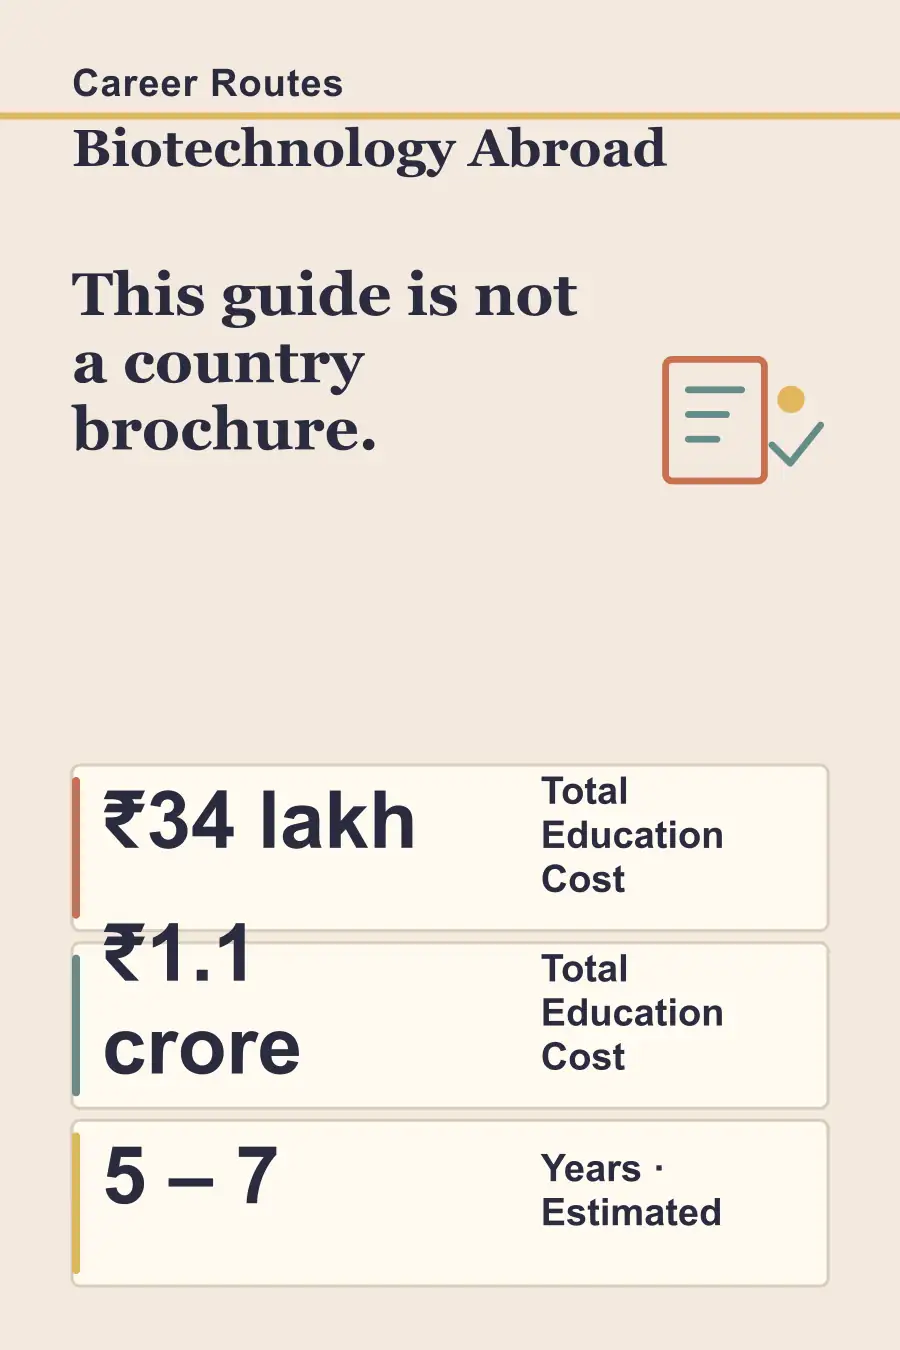 Career Routes
Biotechnology Abroad
This guide is not
a country
brochure.
₹34 lakh
Total
Education
Cost
₹1.1
crore
Total
Education
Cost
5 – 7
Years ·
Estimated